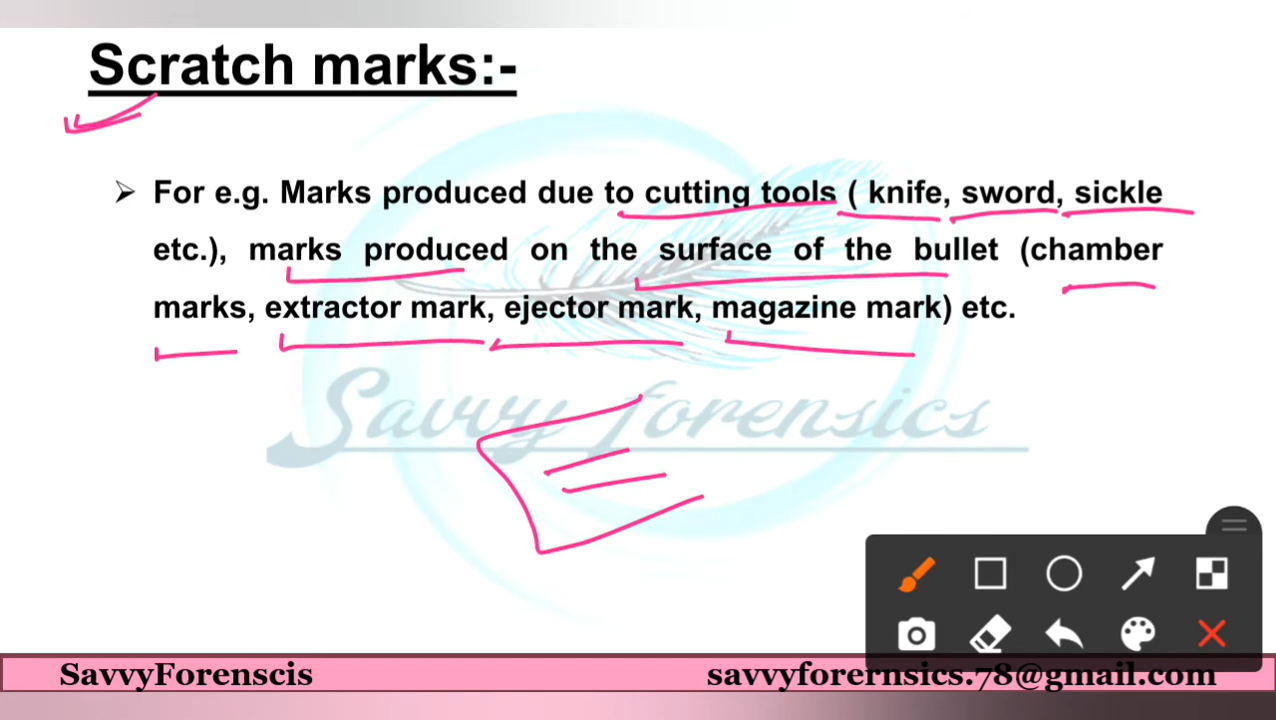 Scratch marks:-
➢ For e.g. Marks produced due to cutting tools ( knife, sword, sickle
etc.), marks produced on the surface of the bullet (chamber
marks, extractor mark, ejector mark, magazine mark) etc.
Savvy forensics
SavvyForenscis
savvyforernsics.78@gmail.com